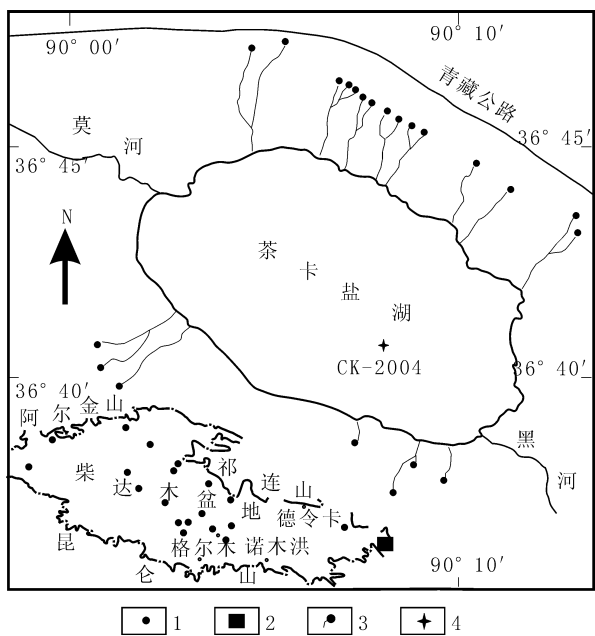 90° 00′
90° 10′
青藏公路
莫河
36° 45′
36° 45′
N
茶卡盐湖
CK-2004
36° 40′
36° 40′
阿尔金山
黑河
柴达木盆地
祁连山
德令卡
昆仑山
格尔木
诺木洪
90° 10′
1
2
3
4